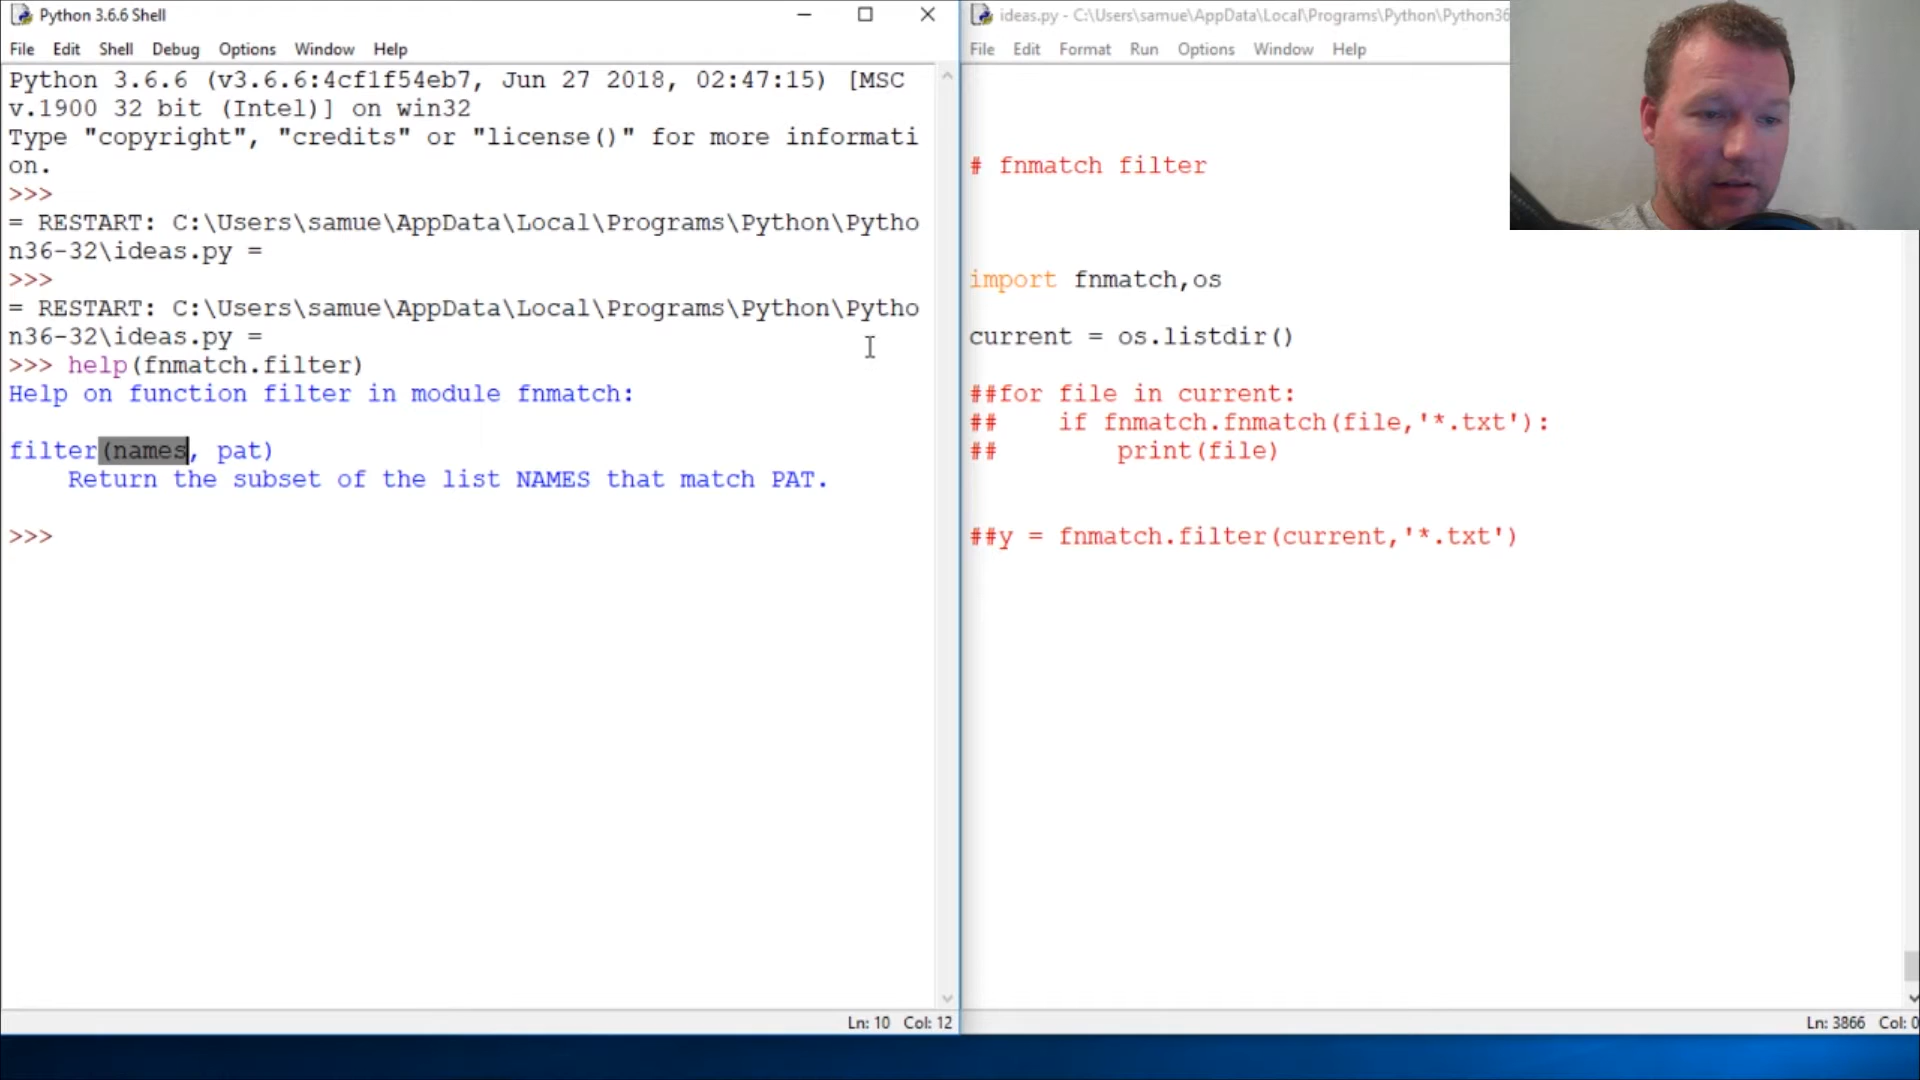 Python 3.6.6 Shell
File Edit Shell Debug Options Window Help
Python 3.6.6 (v3.6.6:4cf1f54eb7, Jun 27 2018, 02:47:15) [MSC
v.1900 32 bit (Intel)] on win32
Type "copyright", "credits" or "license()" for more informati
on.
>>>
= RESTART: C:\Users\samue\AppData\Local\Programs\Python\Pytho
n36-32\ideas.py =
>>>
= RESTART: C:\Users\samue\AppData\Local\Programs\Python\Pytho
n36-32\ideas.py =
>>> help(fnmatch.filter)
Help on function filter in module fnmatch:
filter(names, pat)
Return the subset of the list NAMES that match PAT.
>>>
Ln: 10 Col: 12
ideas.py - C:\Users\samue\AppData\Local\Programs\Python\Python36
File Edit Format Run Options Window Help
# fnmatch filter
import fnmatch,os
current = os.listdir()
##for file in current:
## if fnmatch.fnmatch(file,'*.txt'):
## print(file)
##y = fnmatch.filter(current,'*.txt')
Ln: 3866 Col: 0